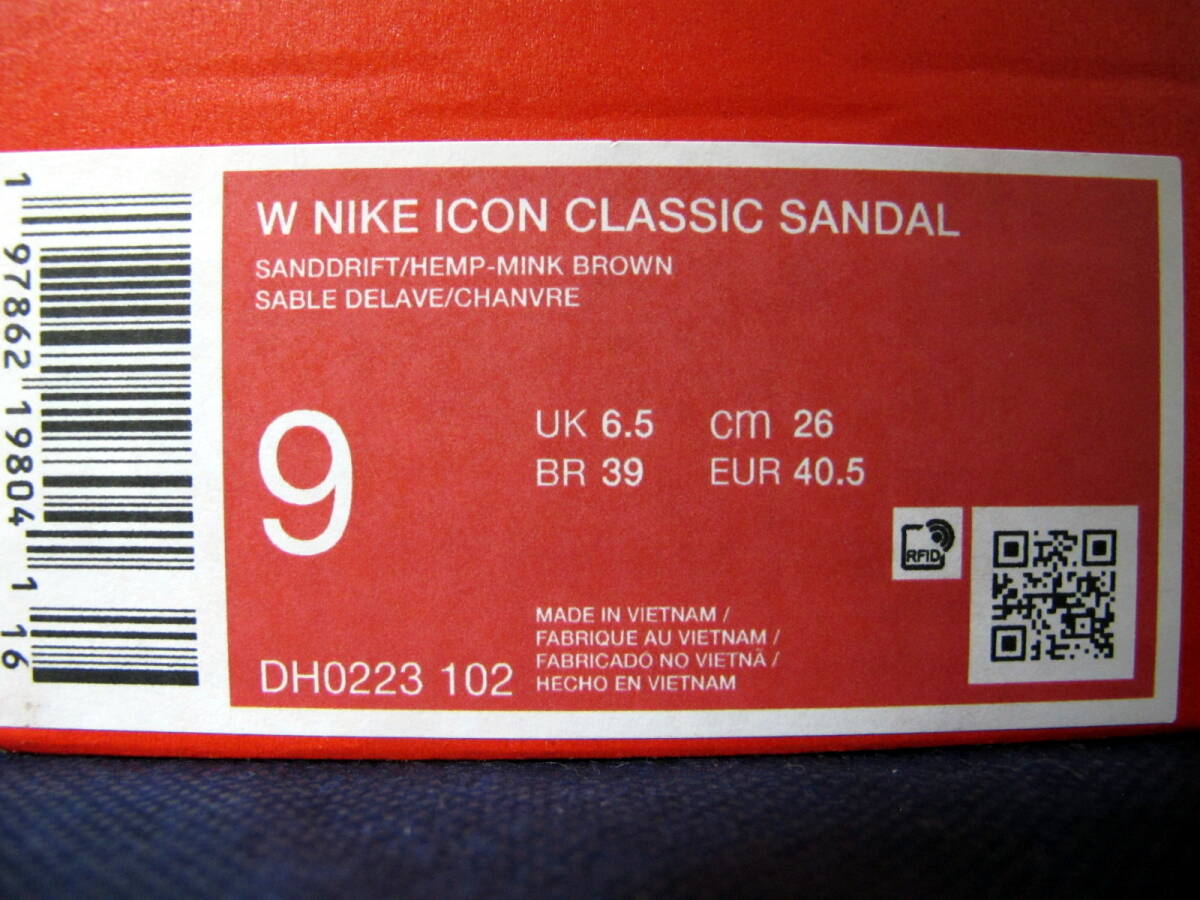 W NIKE ICON CLASSIC SANDAL
SANDDRIFT/HEMP-MINK BROWN
SABLE DELAVE/CHANVRE
9
UK 6.5 cm 26
BR 39 EUR 40.5
RFID
MADE IN VIETNAM /
FABRIQUE AU VIETNAM /
FABRICADO NO VIETNÃ /
HECHO EN VIETNAM
DH0223 102
1 97862 19804 1 16